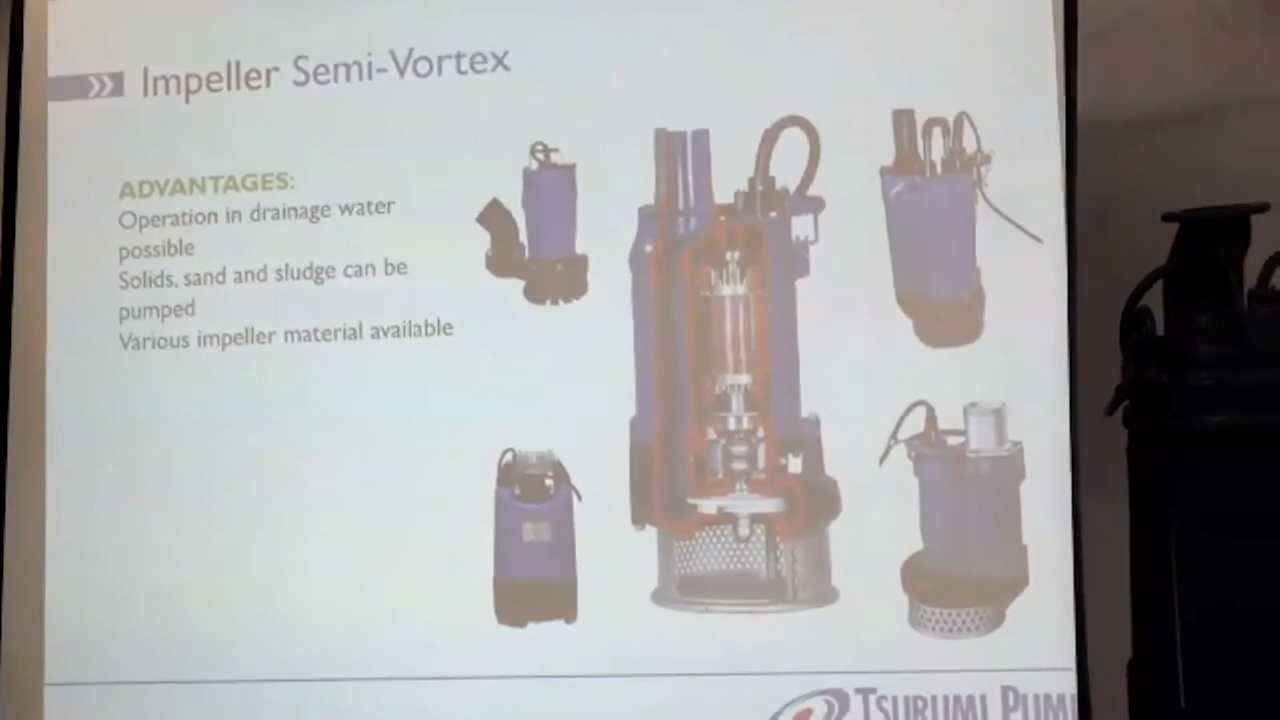 Impeller Semi-Vortex
ADVANTAGES:
Operation in drainage water
possible
Solids, sand and sludge can be
pumped
Various impeller material available
TSURUMI PUM